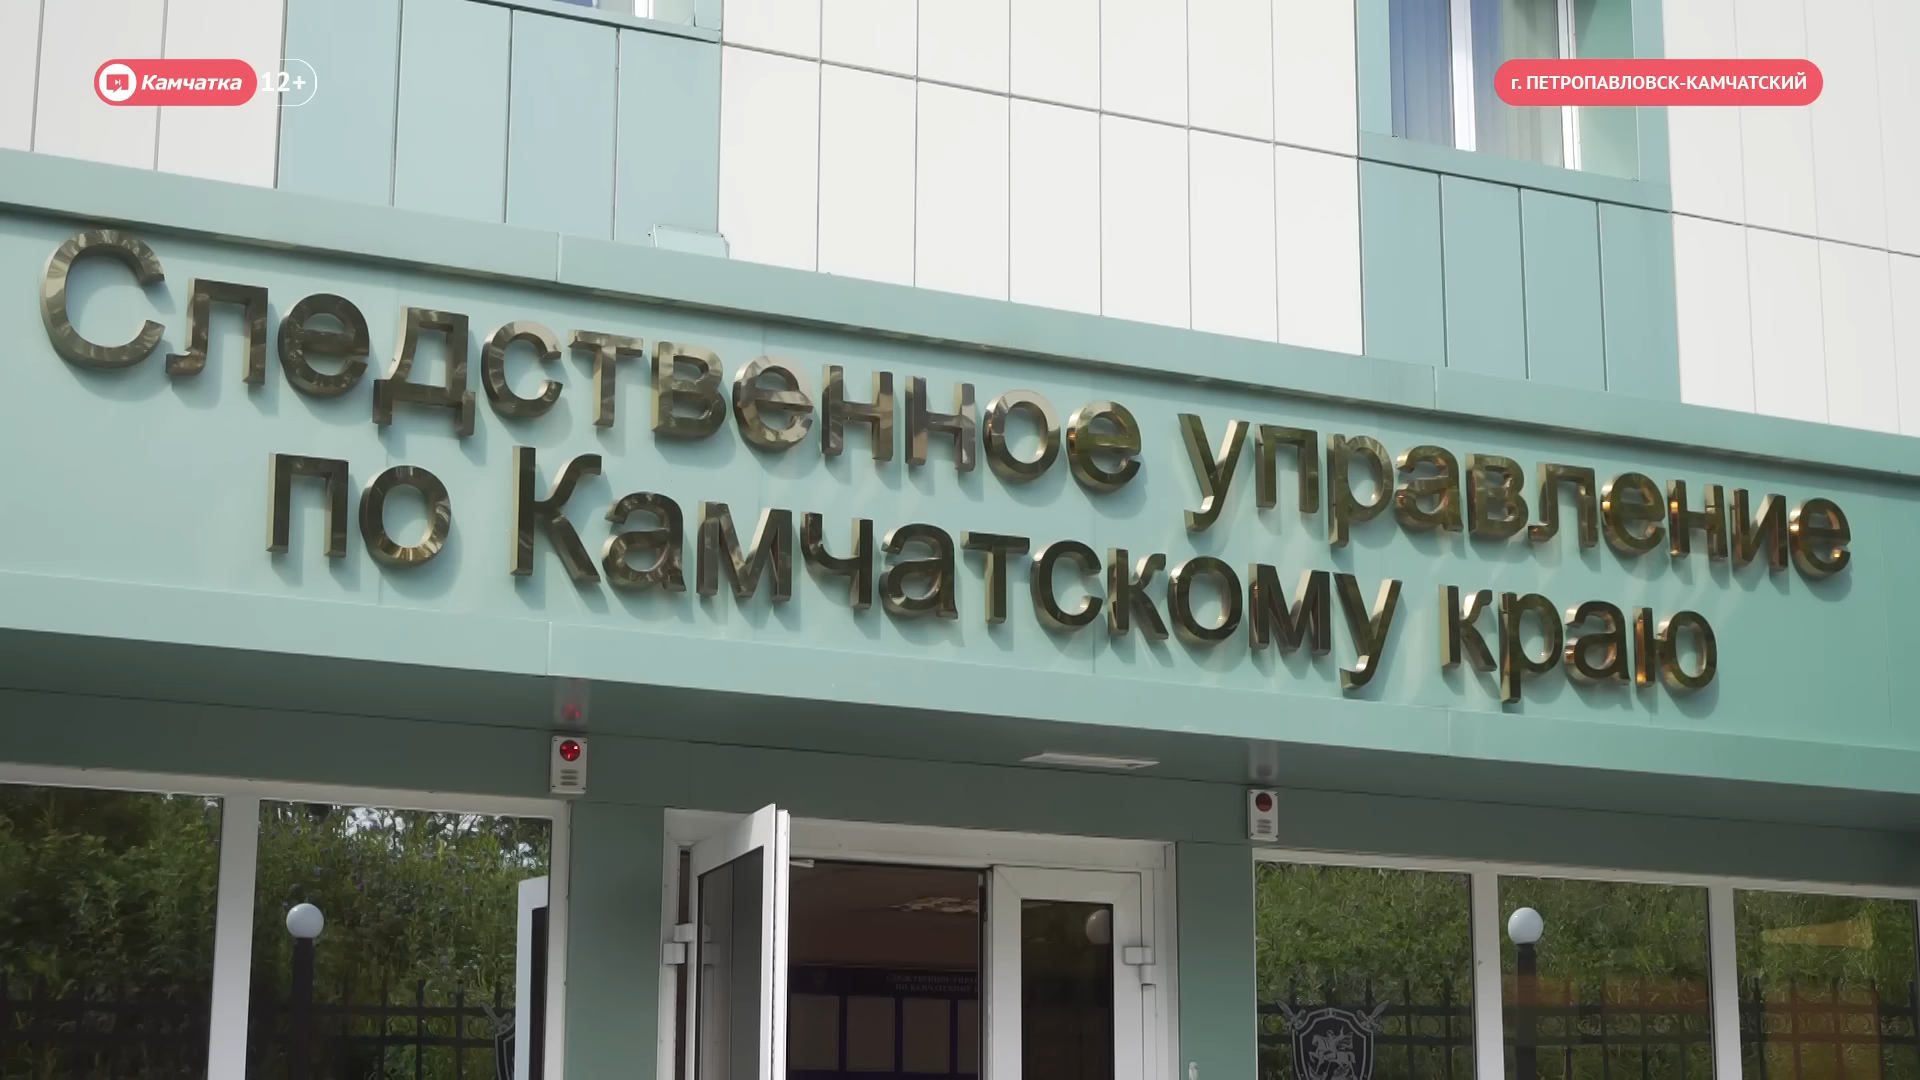 Камчатка 12+
г. ПЕТРОПАВЛОВСК-КАМЧАТСКИЙ
Следственное управление
по Камчатскому краю